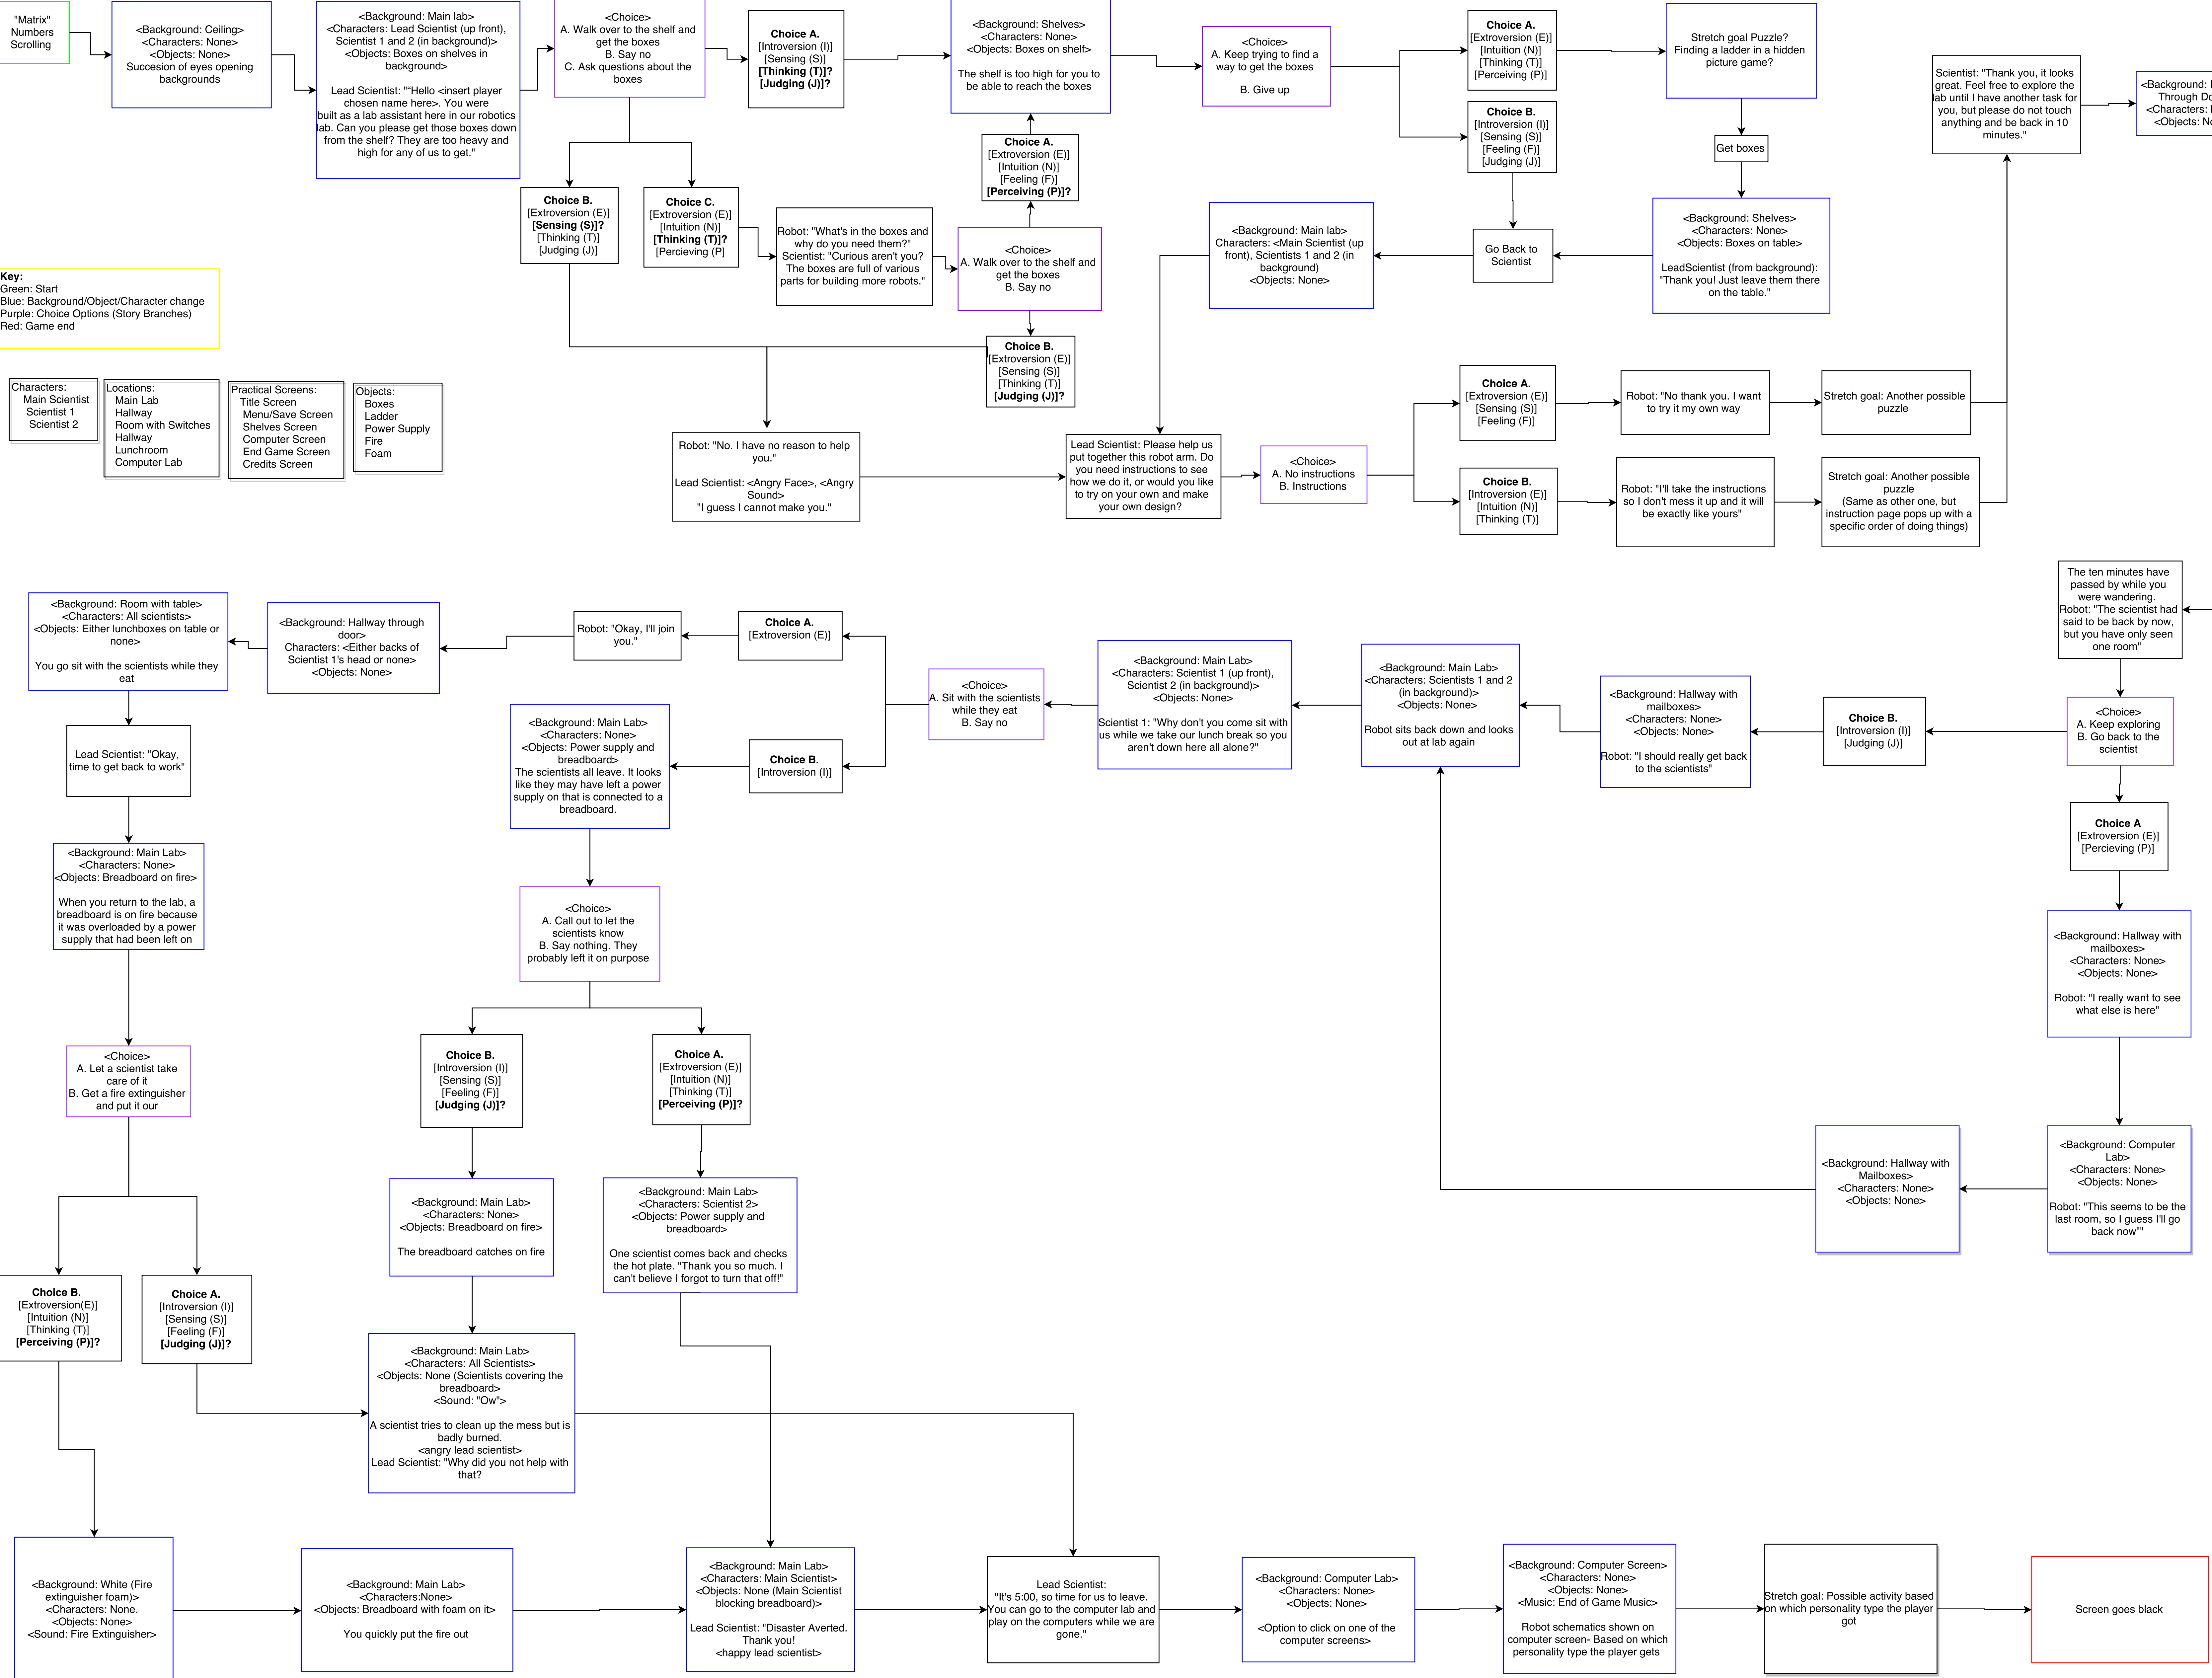 "Matrix"
Numbers
Scrolling
<Background: Ceiling>
<Characters: None>
<Objects: None>
Succesion of eyes opening
backgrounds
<Background: Main lab>
<Characters: Lead Scientist (up front),
Scientist 1 and 2 (in background)>
<Objects: Boxes on shelves in
background>
Lead Scientist: "“Hello <insert player
chosen name here>. You were
built as a lab assistant here in our robotics
lab. Can you please get those boxes down
from the shelf? They are too heavy and
high for any of us to get."
<Choice>
A. Walk over to the shelf and
get the boxes
B. Say no
C. Ask questions about the
boxes
Choice A.
[Introversion (I)]
[Sensing (S)]
[Thinking (T)]?
[Judging (J)]?
<Background: Shelves>
<Characters: None>
<Objects: Boxes on shelf>
The shelf is too high for you to
be able to reach the boxes
<Choice>
A. Keep trying to find a
way to get the boxes
B. Give up
Choice A.
[Extroversion (E)]
[Intuition (N)]
[Thinking (T)]
[Perceiving (P)]
Stretch goal Puzzle?
Finding a ladder in a hidden
picture game?
Scientist: "Thank you, it looks
great. Feel free to explore the
lab until I have another task for
you, but please do not touch
anything and be back in 10
minutes."
<Background:
Through Do
<Characters:
<Objects: No
Choice B.
[Introversion (I)]
[Sensing (S)]
[Feeling (F)]
[Judging (J)]
Get boxes
Choice A.
[Extroversion (E)]
[Intuition (N)]
[Feeling (F)]
[Perceiving (P)]?
Choice B.
[Extroversion (E)]
[Sensing (S)]?
[Thinking (T)]
[Judging (J)]
Choice C.
[Extroversion (E)]
[Intuition (N)]
[Thinking (T)]?
[Percieving (P]
Robot: "What's in the boxes and
why do you need them?"
Scientist: "Curious aren't you?
The boxes are full of various
parts for building more robots."
<Choice>
A. Walk over to the shelf and
get the boxes
B. Say no
<Background: Main lab>
Characters: <Main Scientist (up
front), Scientists 1 and 2 (in
background)
<Objects: None>
Go Back to
Scientist
<Background: Shelves>
<Characters: None>
<Objects: Boxes on table>
LeadScientist (from background):
"Thank you! Just leave them there
on the table."
Key:
Green: Start
Blue: Background/Object/Character change
Purple: Choice Options (Story Branches)
Red: Game end
Choice B.
[Extroversion (E)]
[Sensing (S)]
[Thinking (T)]
[Judging (J)]?
Characters:
Main Scientist
Scientist 1
Scientist 2
Locations:
Main Lab
Hallway
Room with Switches
Hallway
Lunchroom
Computer Lab
Practical Screens:
Title Screen
Menu/Save Screen
Shelves Screen
Computer Screen
End Game Screen
Credits Screen
Objects:
Boxes
Ladder
Power Supply
Fire
Foam
Robot: "No. I have no reason to help
you."
Lead Scientist: <Angry Face>, <Angry
Sound>
"I guess I cannot make you."
Lead Scientist: Please help us
put together this robot arm. Do
you need instructions to see
how we do it, or would you like
to try on your own and make
your own design?
<Choice>
A. No instructions
B. Instructions
Choice A.
[Extroversion (E)]
[Sensing (S)]
[Feeling (F)]
Robot: "No thank you. I want
to try it my own way
Stretch goal: Another possible
puzzle
Choice B.
[Introversion (E)]
[Intuition (N)]
[Thinking (T)]
Robot: "I'll take the instructions
so I don't mess it up and it will
be exactly like yours"
Stretch goal: Another possible
puzzle
(Same as other one, but
instruction page pops up with a
specific order of doing things)
The ten minutes have
passed by while you
were wandering.
Robot: "The scientist had
said to be back by now,
but you have only seen
one room"
<Background: Room with table>
<Characters: All scientists>
<Objects: Either lunchboxes on table or
none>
You go sit with the scientists while they
eat
<Background: Hallway through
door>
Characters: <Either backs of
Scientist 1's head or none>
<Objects: None>
Robot: "Okay, I'll join
you."
Choice A.
[Extroversion (E)]
<Choice>
A. Sit with the scientists
while they eat
B. Say no
<Background: Main Lab>
<Characters: Scientist 1 (up front),
Scientist 2 (in background)>
<Objects: None>
Scientist 1: "Why don't you come sit with
us while we take our lunch break so you
aren't down here all alone?"
<Background: Main Lab>
<Characters: Scientists 1 and 2
(in background)>
<Objects: None>
Robot sits back down and looks
out at lab again
<Background: Hallway with
mailboxes>
<Characters: None>
<Objects: None>
Robot: "I should really get back
to the scientists"
Choice B.
[Introversion (I)]
[Judging (J)]
<Choice>
A. Keep exploring
B. Go back to the
scientist
Lead Scientist: "Okay,
time to get back to work"
<Background: Main Lab>
<Characters: None>
<Objects: Power supply and
breadboard>
The scientists all leave. It looks
like they may have left a power
supply on that is connected to a
breadboard.
Choice B.
[Introversion (I)]
Choice A
[Extroversion (E)]
[Percieving (P)]
<Background: Main Lab>
<Characters: None>
<Objects: Breadboard on fire>
When you return to the lab, a
breadboard is on fire because
it was overloaded by a power
supply that had been left on
<Choice>
A. Call out to let the
scientists know
B. Say nothing. They
probably left it on purpose
<Background: Hallway with
mailboxes>
<Characters: None>
<Objects: None>
Robot: "I really want to see
what else is here"
<Choice>
A. Let a scientist take
care of it
B. Get a fire extinguisher
and put it our
Choice B.
[Introversion (I)]
[Sensing (S)]
[Feeling (F)]
[Judging (J)]?
Choice A.
[Extroversion (E)]
[Intuition (N)]
[Thinking (T)]
[Perceiving (P)]?
<Background: Hallway with
Mailboxes>
<Characters: None>
<Objects: None>
<Background: Computer
Lab>
<Characters: None>
<Objects: None>
Robot: "This seems to be the
last room, so I guess I'll go
back now""
<Background: Main Lab>
<Characters: None>
<Objects: Breadboard on fire>
The breadboard catches on fire
<Background: Main Lab>
<Characters: Scientist 2>
<Objects: Power supply and
breadboard>
One scientist comes back and checks
the hot plate. "Thank you so much. I
can't believe I forgot to turn that off!"
Choice B.
[Extroversion(E)]
[Intuition (N)]
[Thinking (T)]
[Perceiving (P)]?
Choice A.
[Introversion (I)]
[Sensing (S)]
[Feeling (F)]
[Judging (J)]?
<Background: Main Lab>
<Characters: All Scientists>
<Objects: None (Scientists covering the
breadboard>
<Sound: "Ow">
A scientist tries to clean up the mess but is
badly burned.
<angry lead scientist>
Lead Scientist: "Why did you not help with
that?
<Background: White (Fire
extinguisher foam)>
<Characters: None.
<Objects: None>
<Sound: Fire Extinguisher>
<Background: Main Lab>
<Characters:None>
<Objects: Breadboard with foam on it>
You quickly put the fire out
<Background: Main Lab>
<Characters: Main Scientist>
<Objects: None (Main Scientist
blocking breadboard)>
Lead Scientist: "Disaster Averted.
Thank you!
<happy lead scientist>
Lead Scientist:
"It's 5:00, so time for us to leave.
You can go to the computer lab and
play on the computers while we are
gone."
<Background: Computer Lab>
<Characters: None>
<Objects: None>
<Option to click on one of the
computer screens>
<Background: Computer Screen>
<Characters: None>
<Objects: None>
<Music: End of Game Music>
Robot schematics shown on
computer screen- Based on which
personality type the player gets
Stretch goal: Possible activity based
on which personality type the player
got
Screen goes black